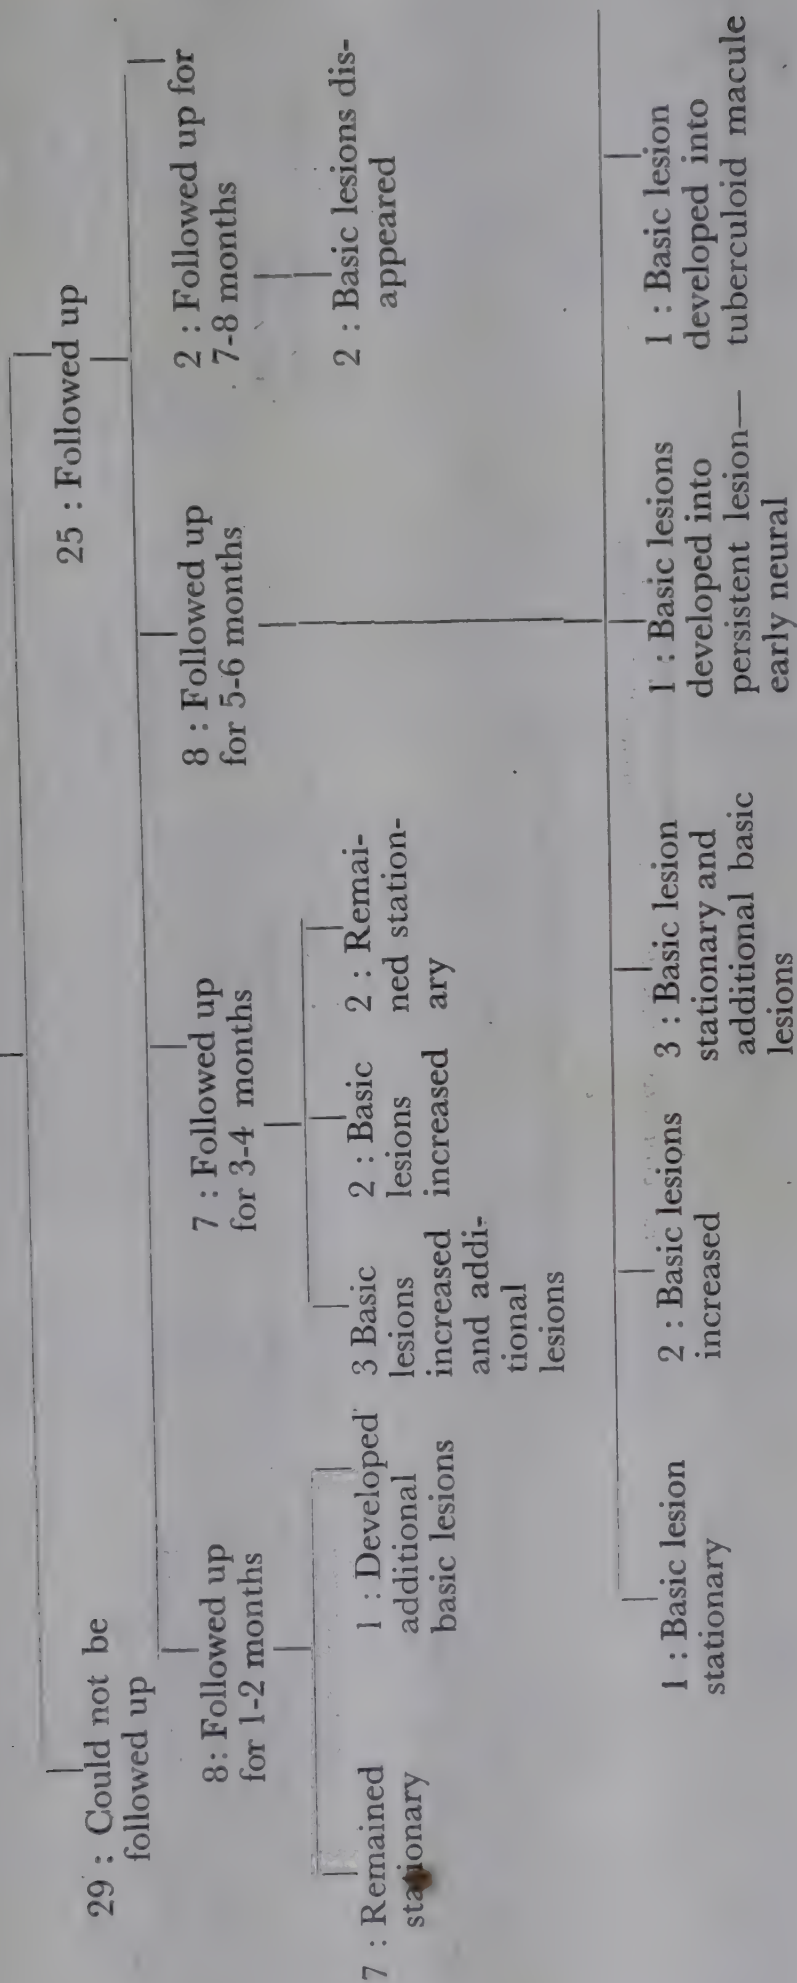 29 : Could not be
followed up
25 : Followed up
8: Followed up
for 1-2 months
7 : Followed up
for 3-4 months
8 : Followed up
for 5-6 months
2 : Followed up for
7-8 months
7 : Remained
stationary
1 : Developed
additional
basic lesions
3 Basic
lesions
increased
and addi-
tional
lesions
2 : Basic
lesions
increased
2 : Remai-
ned station-
ary
2 : Basic lesions dis-
appeared
1 : Basic lesion
stationary
2 : Basic lesions
increased
3 : Basic lesion
stationary and
additional basic
lesions
1 : Basic lesions
developed into
persistent lesion—
early neural
1 : Basic lesion
developed into
tuberculoid macule